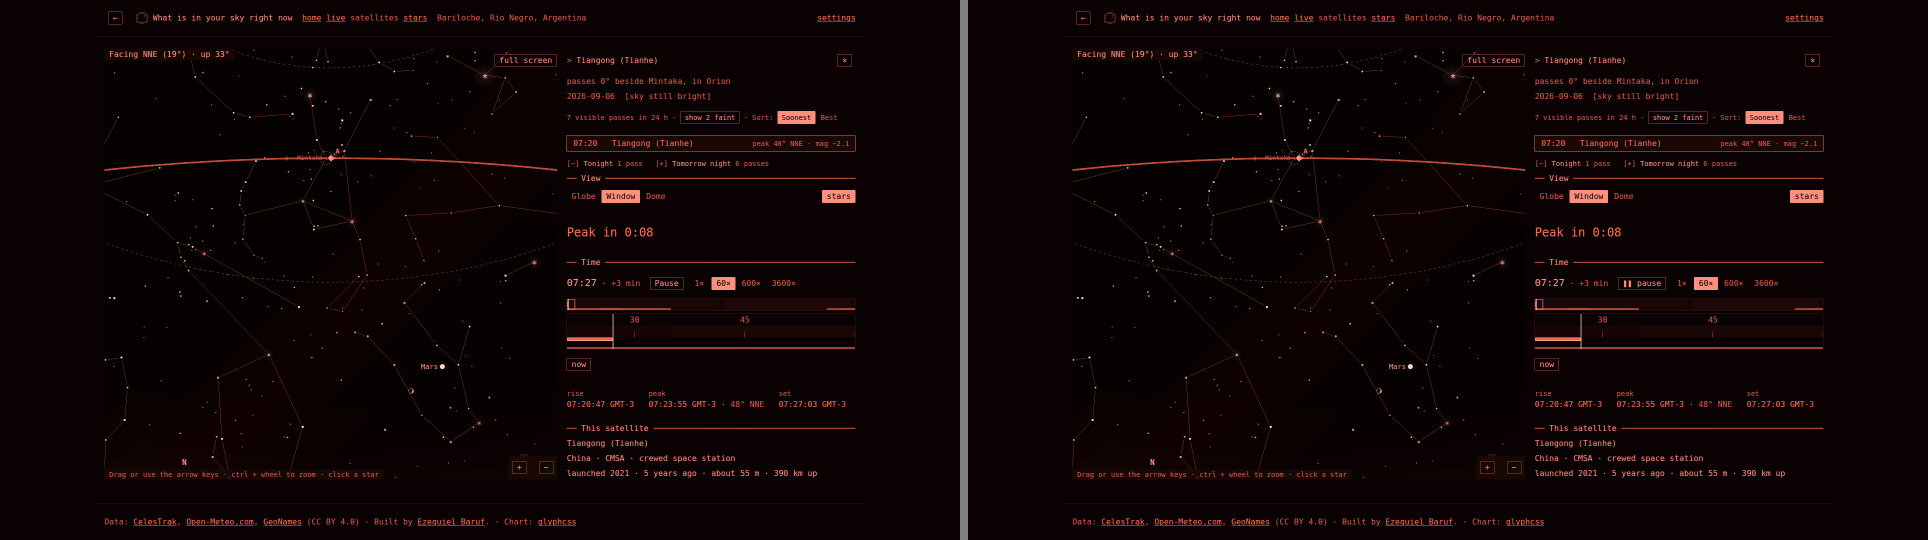 ← What is in your sky right now home live satellites stars Bariloche, Rio Negro, Argentina settings
Facing NNE (19°) · up 33°
full screen
Mintaka
A
Mars
N
Drag or use the arrow keys · ctrl + wheel to zoom · click a star
+ −
> Tiangong (Tianhe) ×
passes 0° beside Mintaka, in Orion
2026-09-06 [sky still bright]
7 visible passes in 24 h · show 2 faint · Sort: Soonest Best
07:20 Tiangong (Tianhe) peak 48° NNE · mag −2.1
[−] Tonight 1 pass [+] Tomorrow night 6 passes
View
Globe Window Dome stars
Peak in 0:08
Time
07:27 · +3 min Pause 1× 60× 600× 3600×
30 45
now
rise peak set
07:20:47 GMT-3 07:23:55 GMT-3 · 48° NNE 07:27:03 GMT-3
This satellite
Tiangong (Tianhe)
China · CMSA · crewed space station
launched 2021 · 5 years ago · about 55 m · 390 km up
Data: CelesTrak, Open-Meteo.com, GeoNames (CC BY 4.0) · Built by Ezequiel Baruf. · Chart: glyphcss
← What is in your sky right now home live satellites stars Bariloche, Rio Negro, Argentina settings
Facing NNE (19°) · up 33°
full screen
Mintaka
A
Mars
N
Drag or use the arrow keys · ctrl + wheel to zoom · click a star
+ −
> Tiangong (Tianhe) ×
passes 0° beside Mintaka, in Orion
2026-09-06 [sky still bright]
7 visible passes in 24 h · show 2 faint · Sort: Soonest Best
07:20 Tiangong (Tianhe) peak 48° NNE · mag −2.1
[−] Tonight 1 pass [+] Tomorrow night 6 passes
View
Globe Window Dome stars
Peak in 0:08
Time
07:27 · +3 min ❚❚ pause 1× 60× 600× 3600×
30 45
now
rise peak set
07:20:47 GMT-3 07:23:55 GMT-3 · 48° NNE 07:27:03 GMT-3
This satellite
Tiangong (Tianhe)
China · CMSA · crewed space station
launched 2021 · 5 years ago · about 55 m · 390 km up
Data: CelesTrak, Open-Meteo.com, GeoNames (CC BY 4.0) · Built by Ezequiel Baruf. · Chart: glyphcss